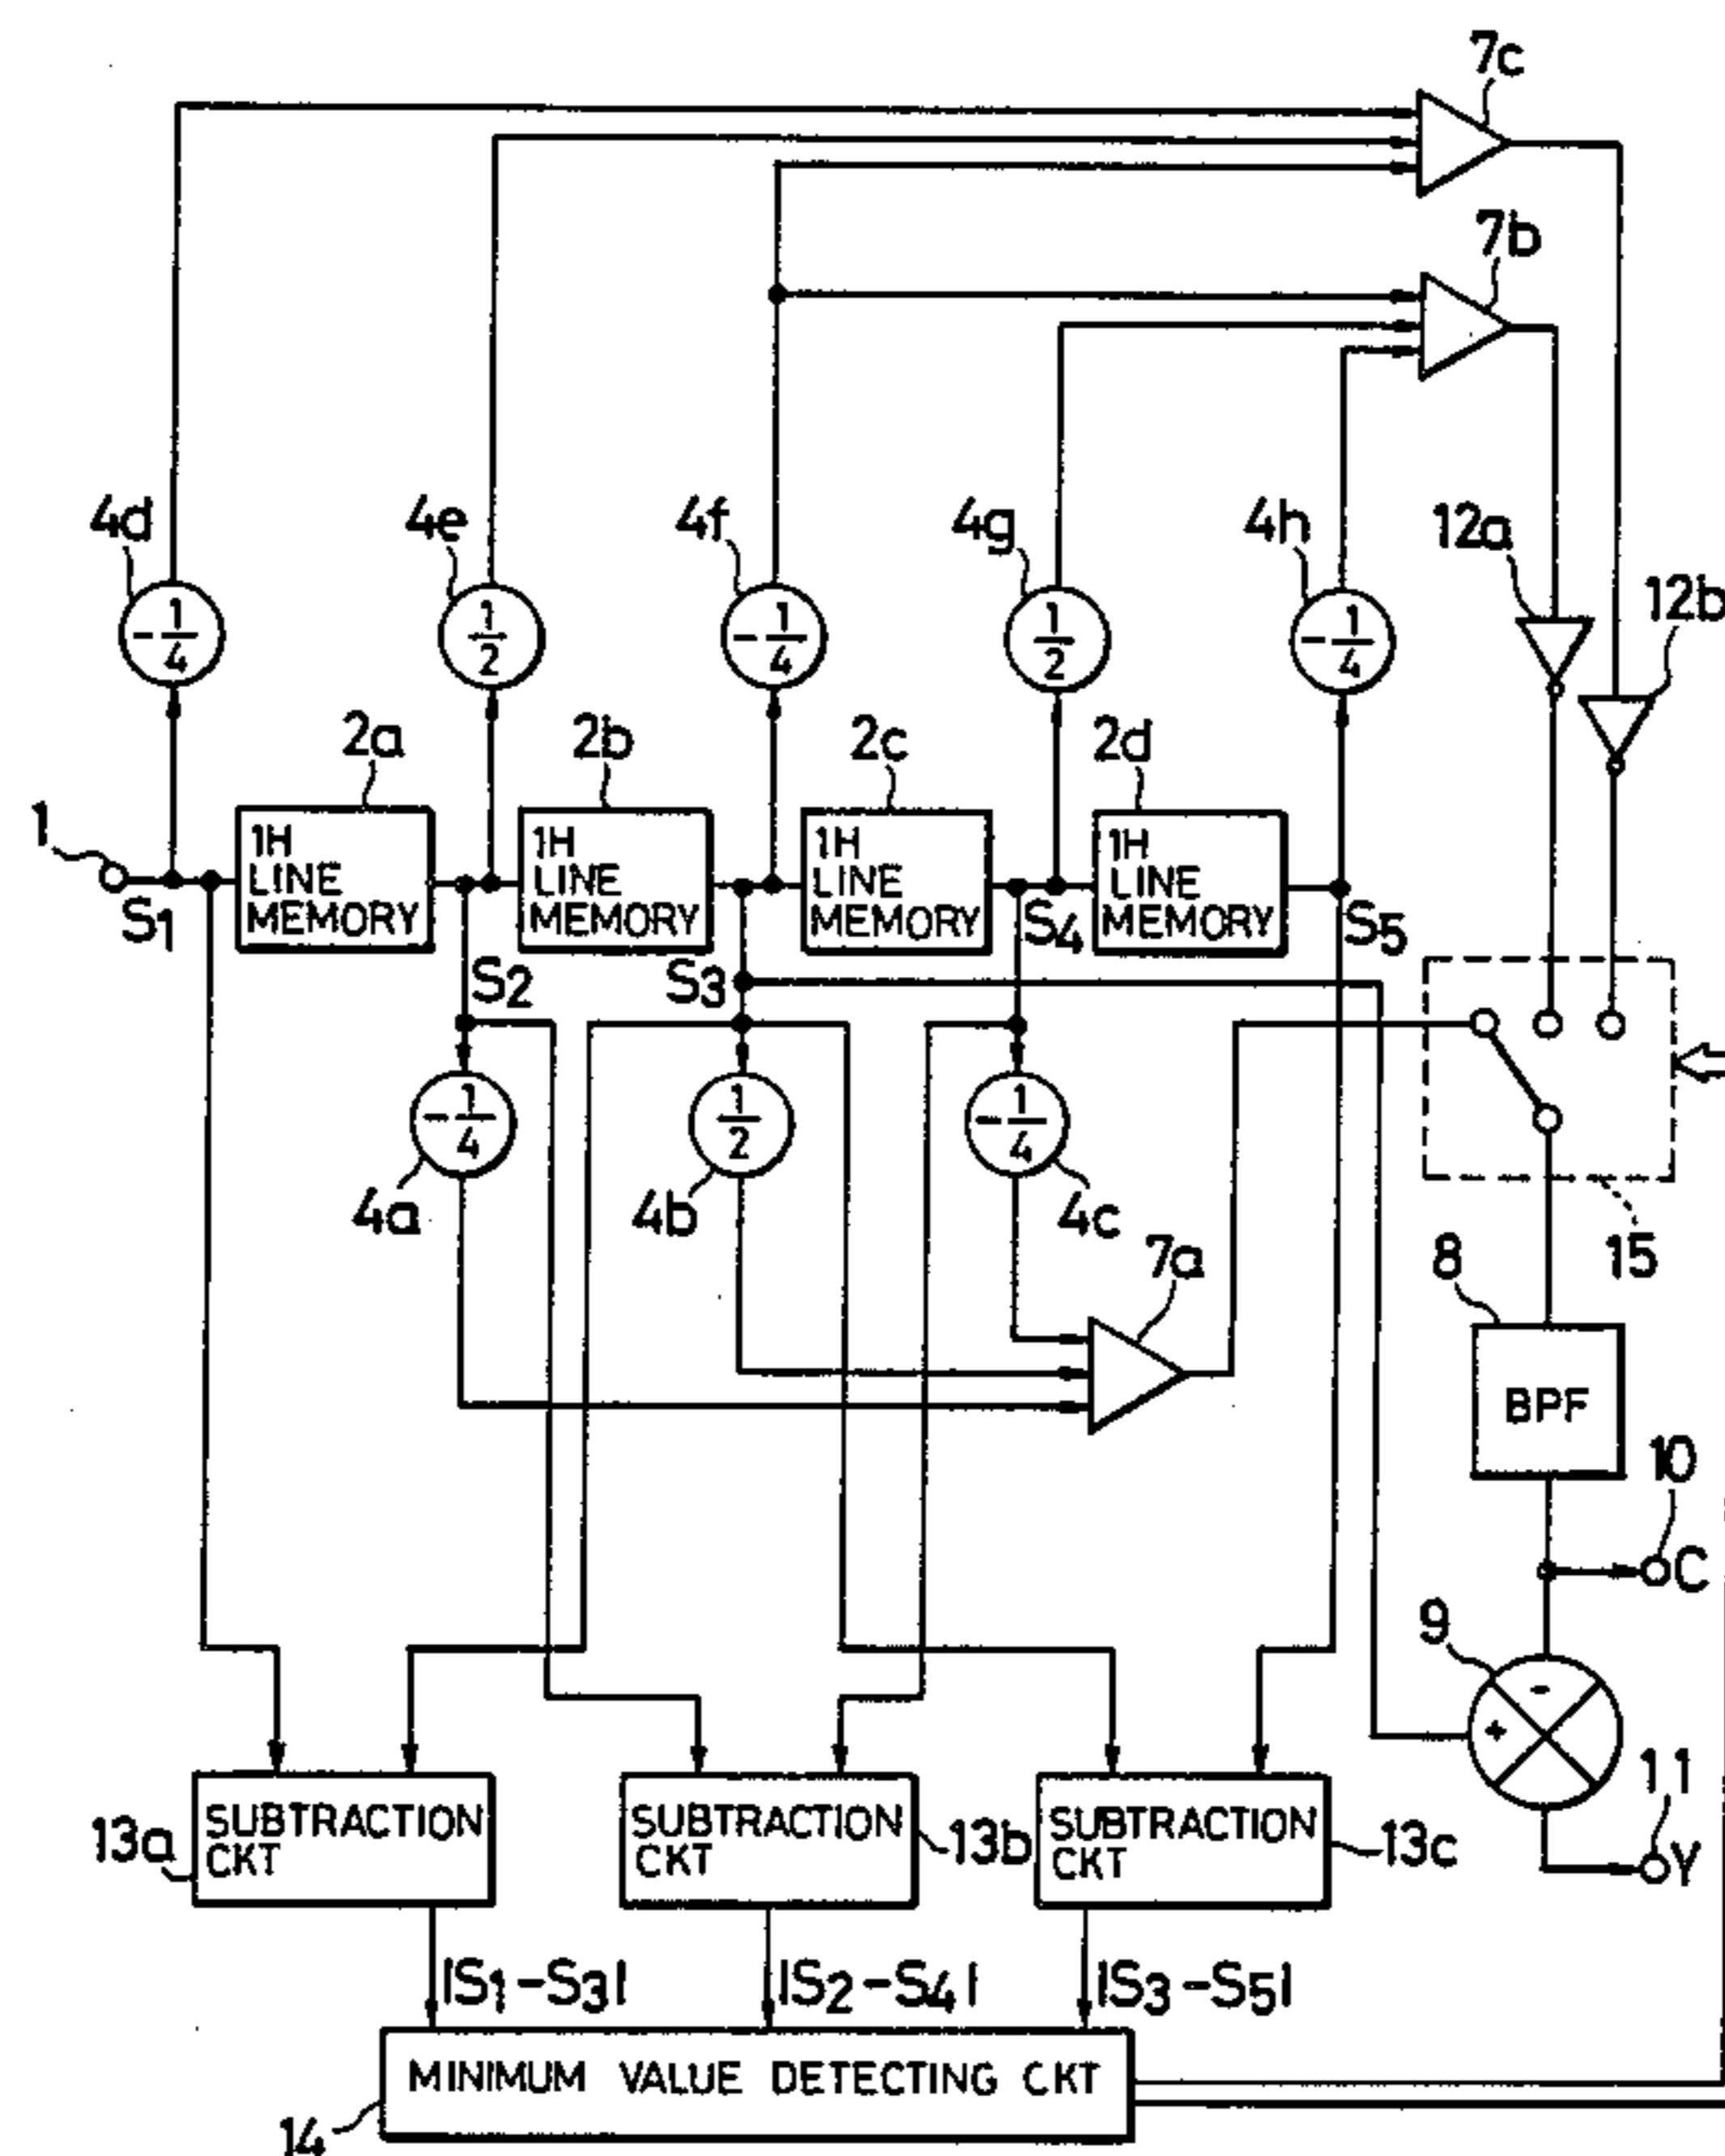 7c
7b
4d
4e
4f
4g
4h
12a
12b
-1/4
1/2
-1/4
1/2
-1/4
2a
2b
2c
2d
1
1H
LINE
MEMORY
1H
LINE
MEMORY
1H
LINE
MEMORY
1H
LINE
MEMORY
S1
S2
S3
S4
S5
-1/4
1/2
-1/4
4a
4b
4c
7a
15
8
BPF
10
C
9
-
+
11
Y
13a
SUBTRACTION
CKT
SUBTRACTION
CKT
13b
SUBTRACTION
CKT
13c
|S1-S3|
|S2-S4|
|S3-S5|
MINIMUM VALUE DETECTING CKT
14